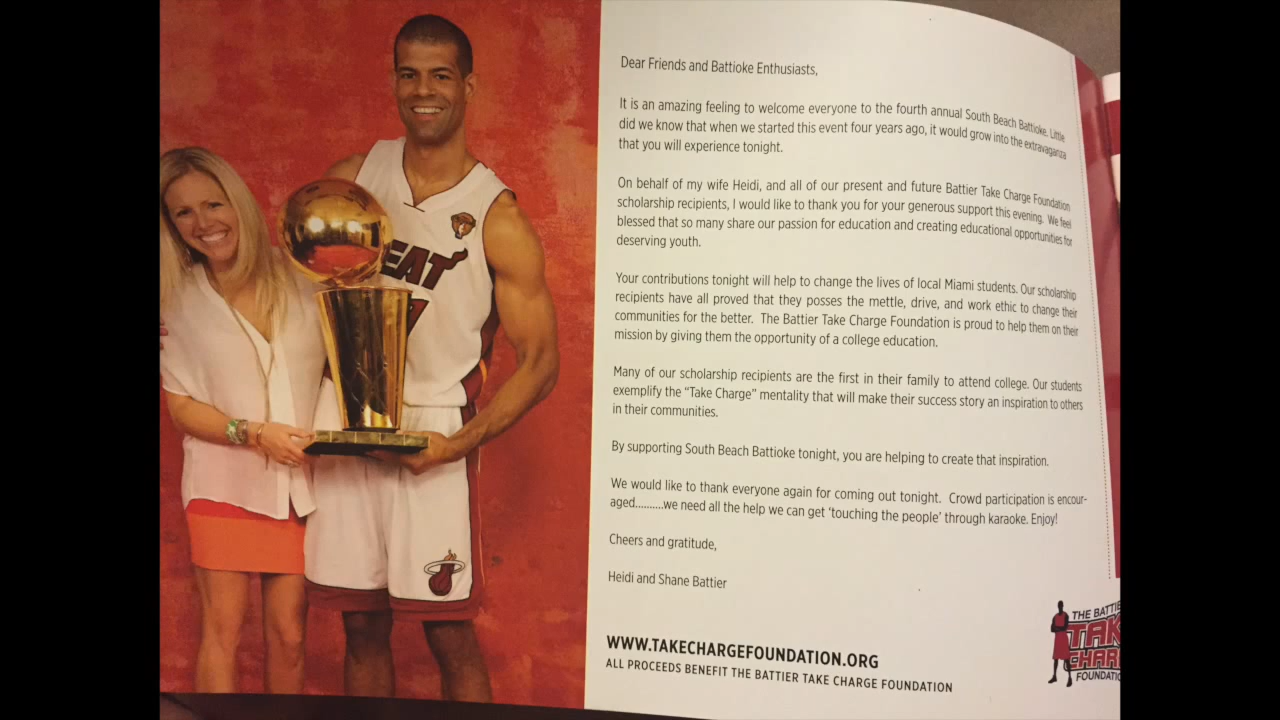 Dear Friends and Battioke Enthusiasts,
It is an amazing feeling to welcome everyone to the fourth annual South Beach Battioke. Little
did we know that when we started this event four years ago, it would grow into the extravaganza
that you will experience tonight.
On behalf of my wife Heidi, and all of our present and future Battier Take Charge Foundation
scholarship recipients, I would like to thank you for your generous support this evening. We feel
blessed that so many share our passion for education and creating educational opportunities for
deserving youth.
Your contributions tonight will help to change the lives of local Miami students. Our scholarship
recipients have all proved that they posses the mettle, drive, and work ethic to change their
communities for the better. The Battier Take Charge Foundation is proud to help them on their
mission by giving them the opportunity of a college education.
Many of our scholarship recipients are the first in their family to attend college. Our students
exemplify the “Take Charge” mentality that will make their success story an inspiration to others
in their communities.
By supporting South Beach Battioke tonight, you are helping to create that inspiration.
We would like to thank everyone again for coming out tonight. Crowd participation is encour-
aged..........we need all the help we can get ‘touching the people’ through karaoke. Enjoy!
Cheers and gratitude,
Heidi and Shane Battier
WWW.TAKECHARGEFOUNDATION.ORG
ALL PROCEEDS BENEFIT THE BATTIER TAKE CHARGE FOUNDATION
THE BATTIE
TAK
CHAR
FOUNDATIO
EAT